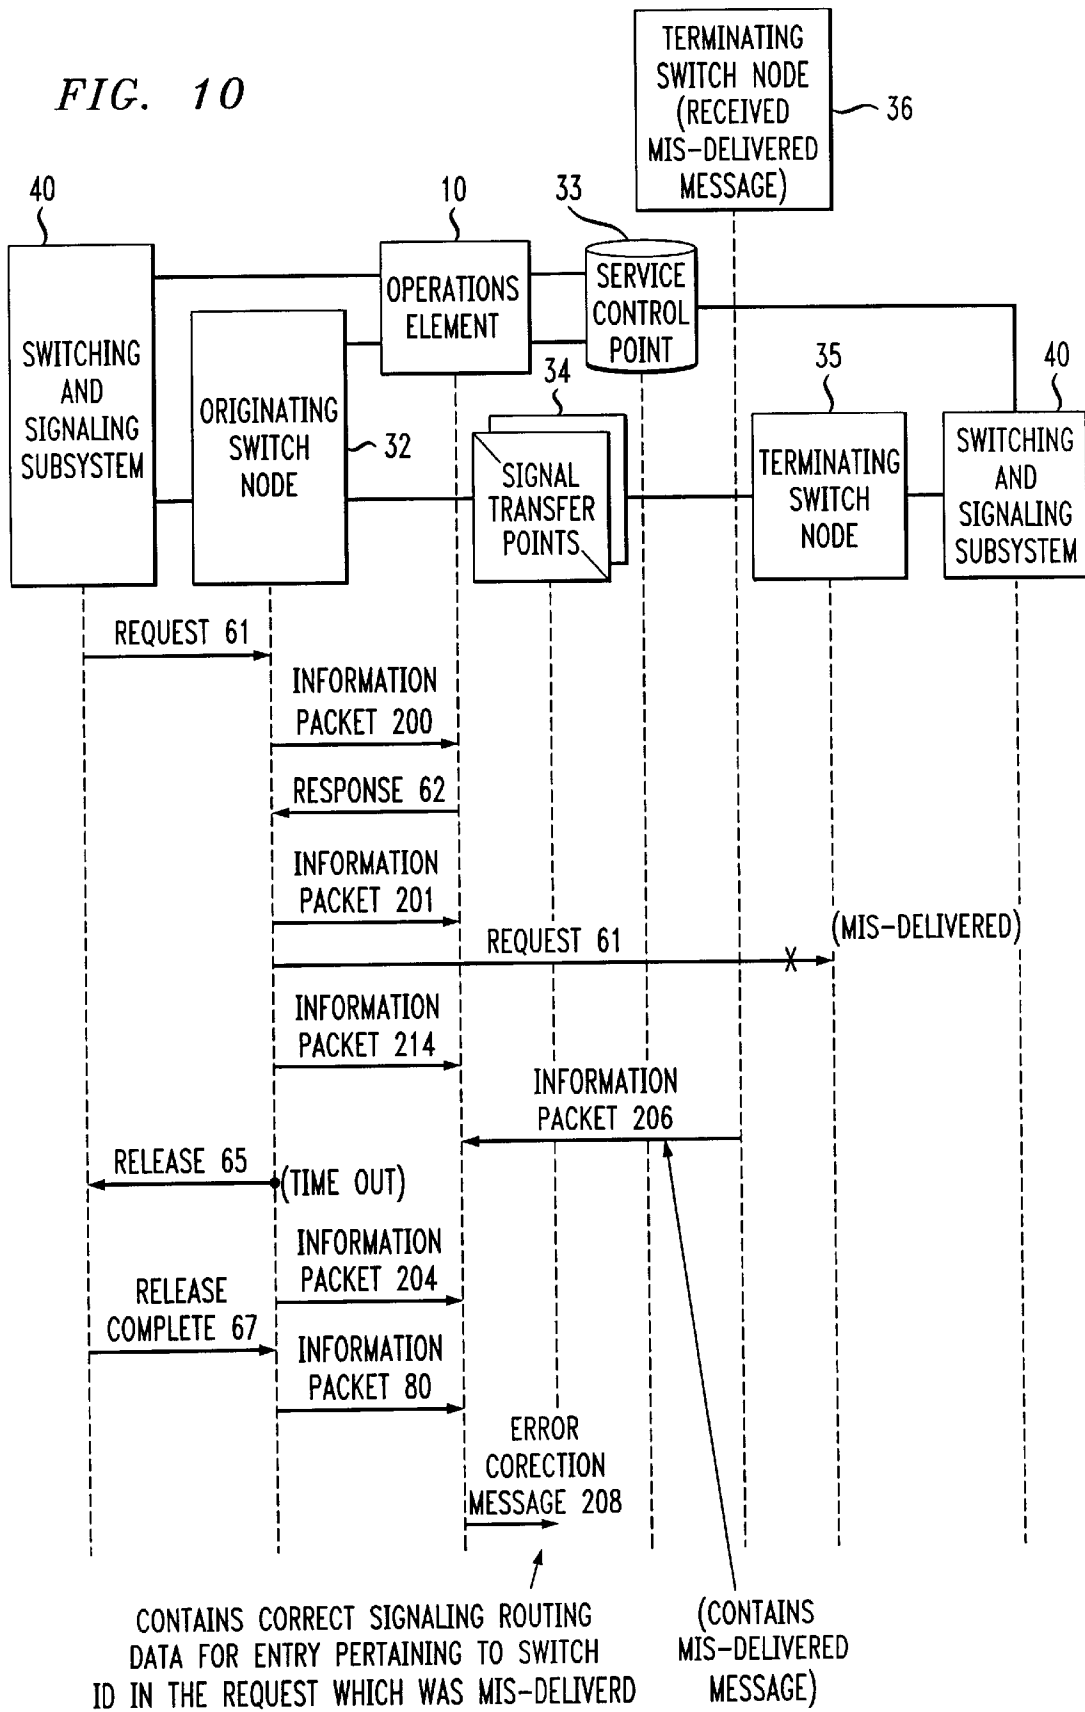 FIG. 10
TERMINATING
SWITCH NODE
(RECEIVED
MIS-DELIVERED
MESSAGE)
36
40
10
33
SWITCHING
AND
SIGNALING
SUBSYSTEM
ORIGINATING
SWITCH
NODE
32
OPERATIONS
ELEMENT
SERVICE
CONTROL
POINT
34
SIGNAL
TRANSFER
POINTS
35
TERMINATING
SWITCH
NODE
40
SWITCHING
AND
SIGNALING
SUBSYSTEM
REQUEST 61
INFORMATION
PACKET 200
RESPONSE 62
INFORMATION
PACKET 201
REQUEST 61
X
(MIS-DELIVERED)
INFORMATION
PACKET 214
INFORMATION
PACKET 206
RELEASE 65
(TIME OUT)
INFORMATION
PACKET 204
RELEASE
COMPLETE 67
INFORMATION
PACKET 80
ERROR
CORECTION
MESSAGE 208
CONTAINS CORRECT SIGNALING ROUTING
DATA FOR ENTRY PERTAINING TO SWITCH
ID IN THE REQUEST WHICH WAS MIS-DELIVERD
(CONTAINS
MIS-DELIVERED
MESSAGE)